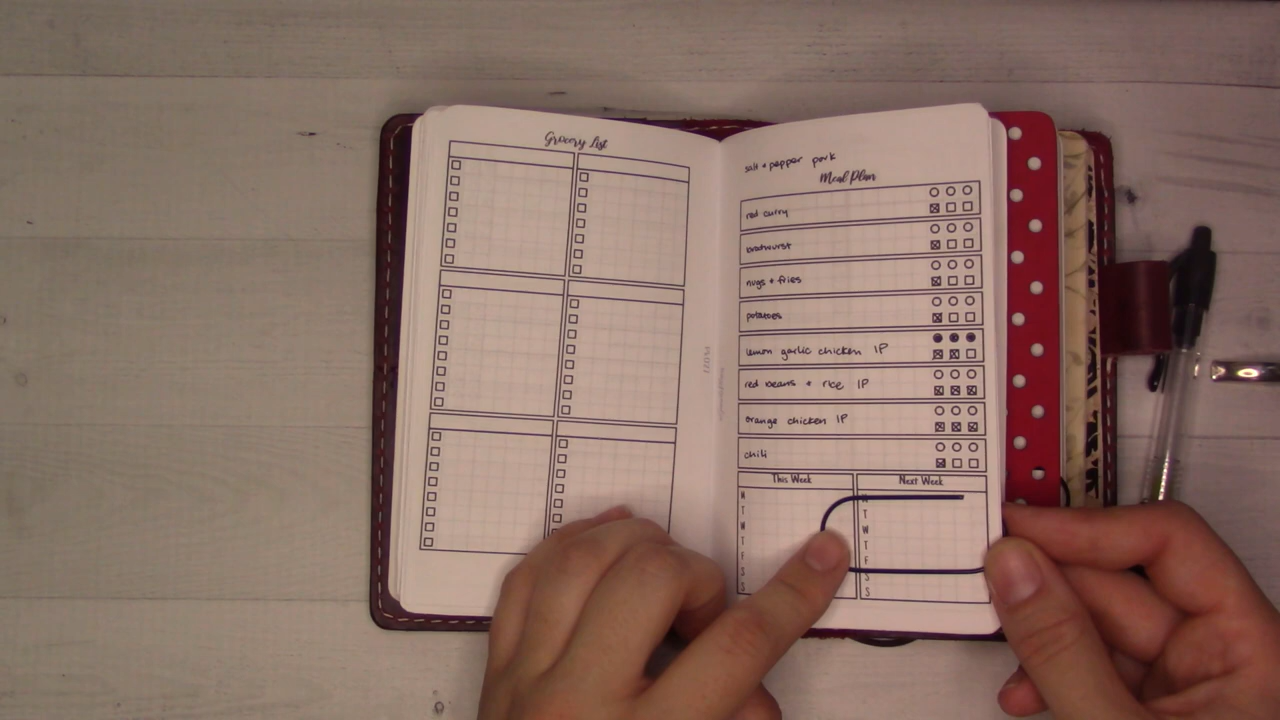 Grocery List
salt + pepper pork
Meal Plan
red curry
bratwurst
nugs + fries
potatoes
lemon garlic chicken IP
red beans + rice IP
orange chicken IP
chili
This Week
Next Week
M
T
W
T
F
S
S
T
W
T
F
S
S